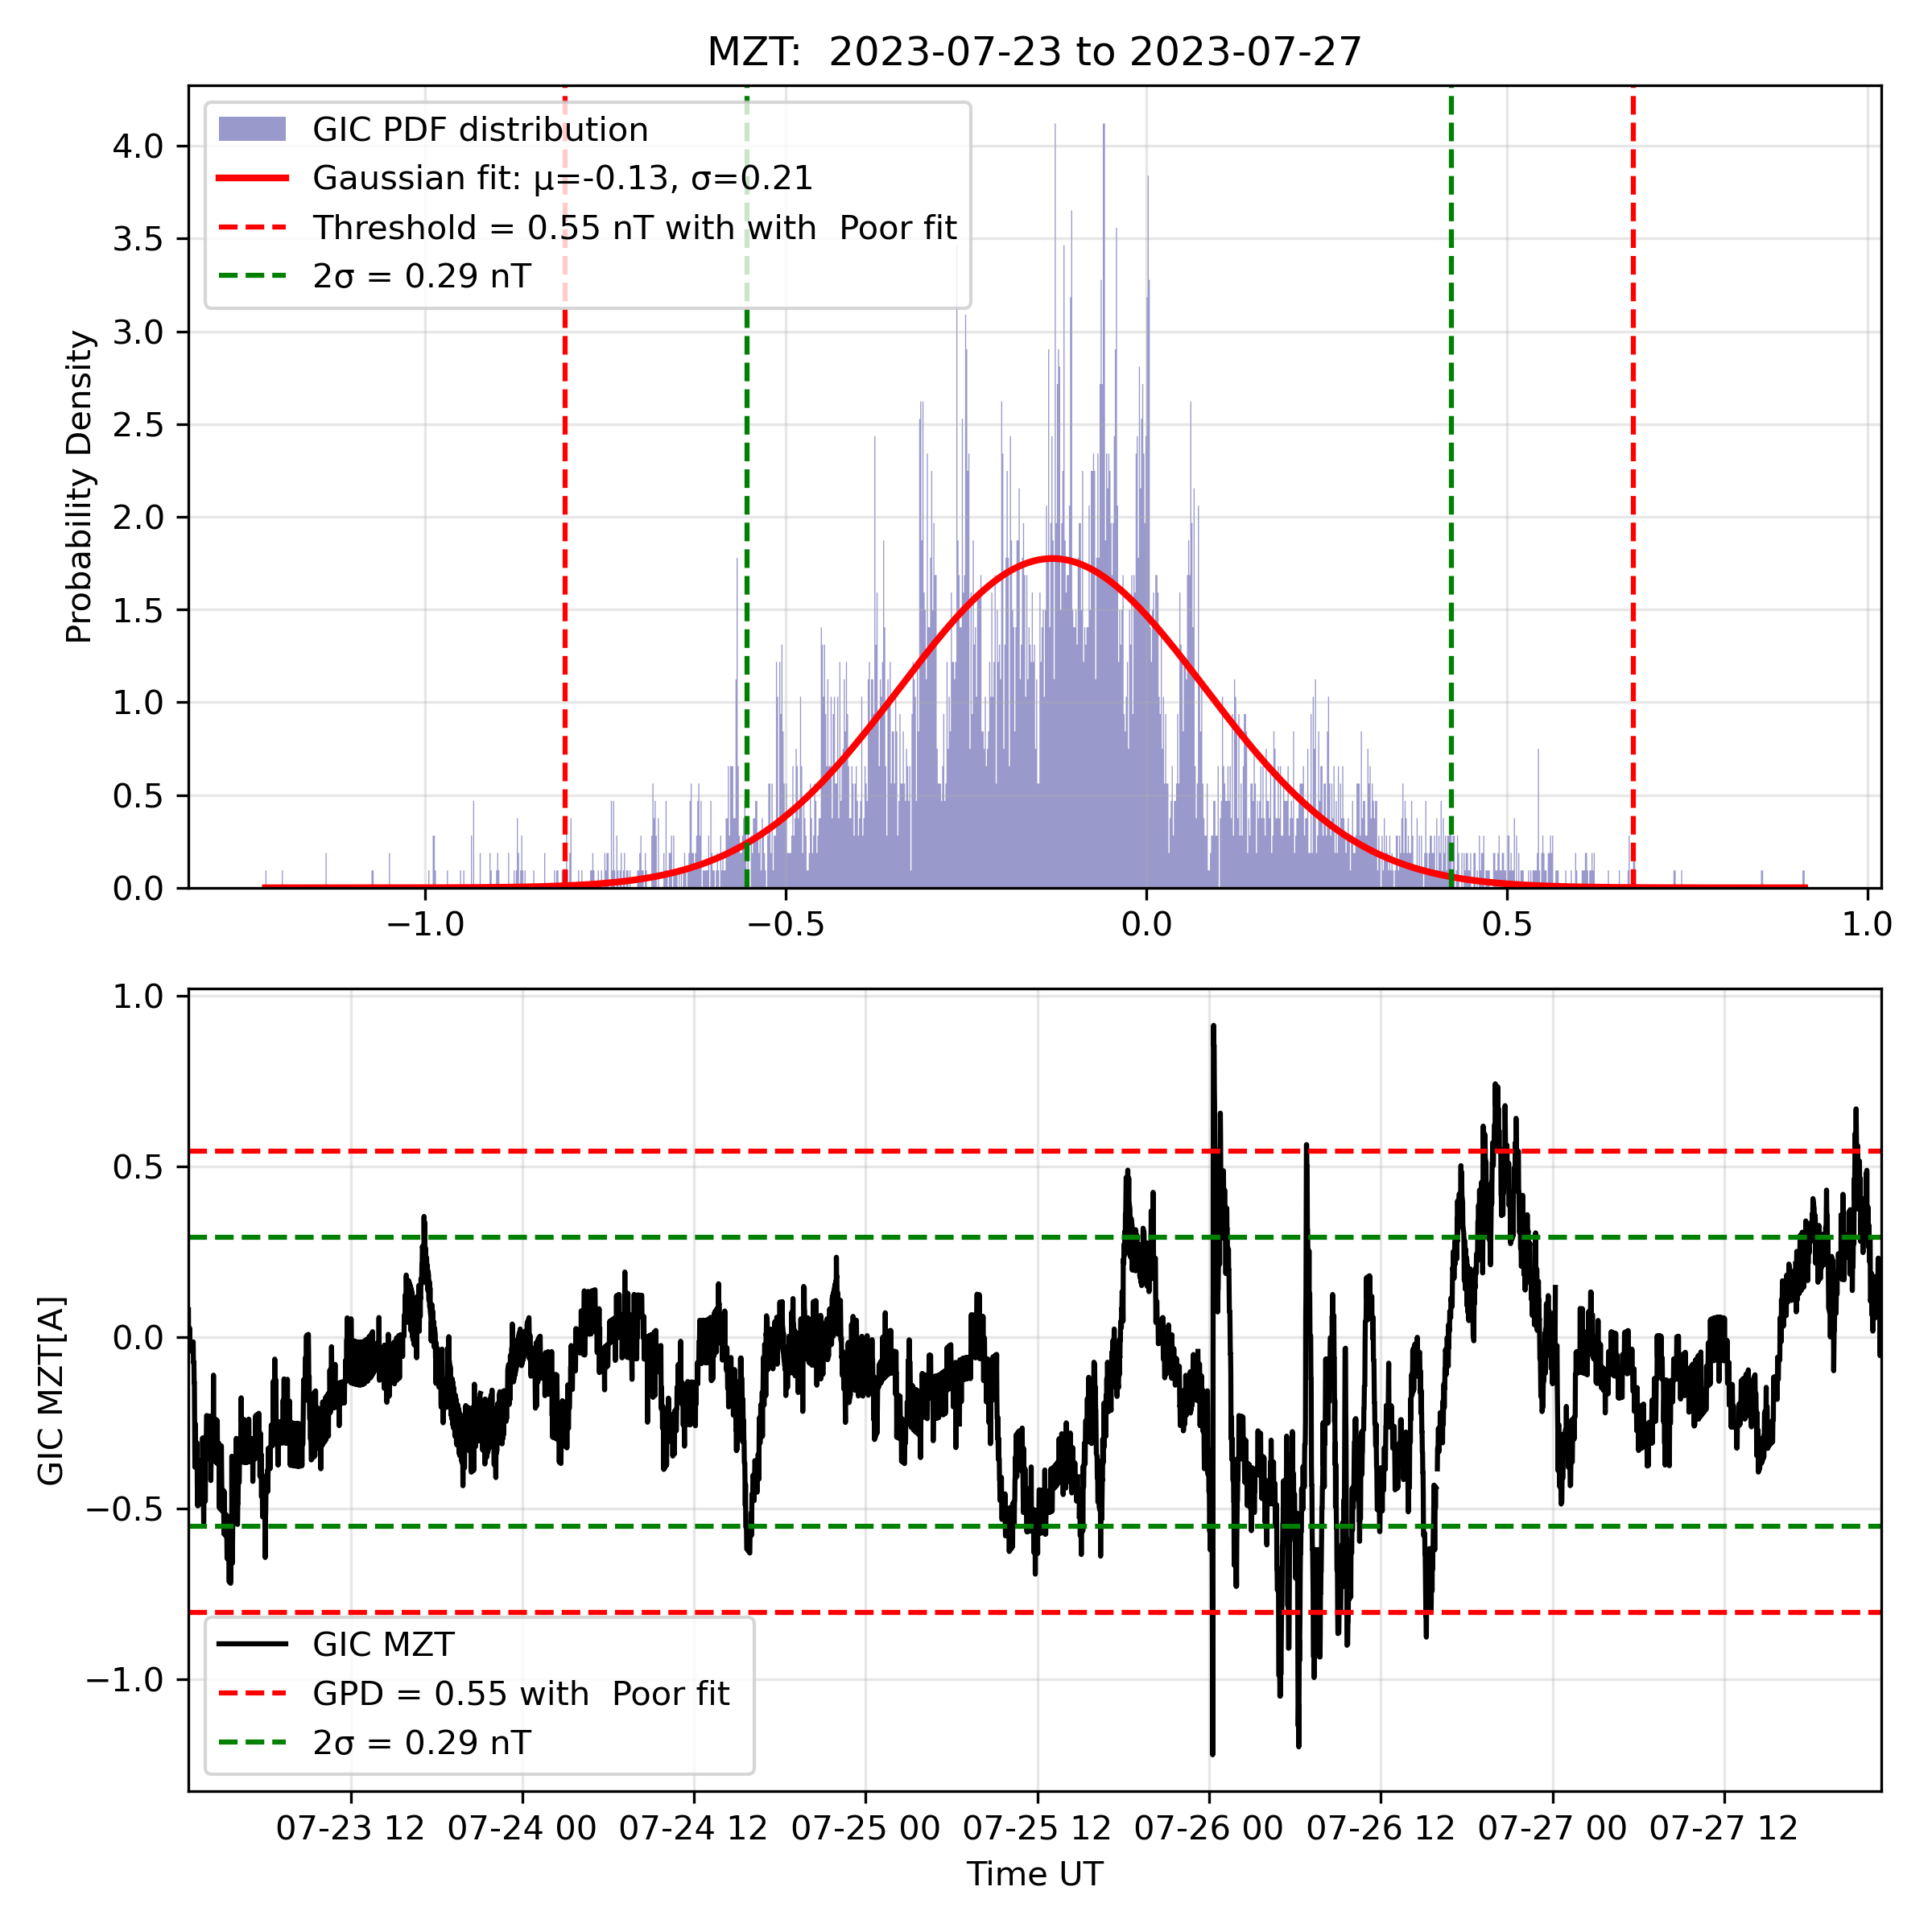 MZT:  2023-07-23 to 2023-07-27
GIC PDF distribution
Gaussian fit: μ=-0.13, σ=0.21
Threshold = 0.55 nT with with  Poor fit
2σ = 0.29 nT
Probability Density
4.0
3.5
3.0
2.5
2.0
1.5
1.0
0.5
0.0
−1.0
−0.5
0.0
0.5
1.0
GIC MZT[A]
1.0
0.5
0.0
−0.5
−1.0
GIC MZT
GPD = 0.55 with  Poor fit
2σ = 0.29 nT
07-23 12
07-24 00
07-24 12
07-25 00
07-25 12
07-26 00
07-26 12
07-27 00
07-27 12
Time UT